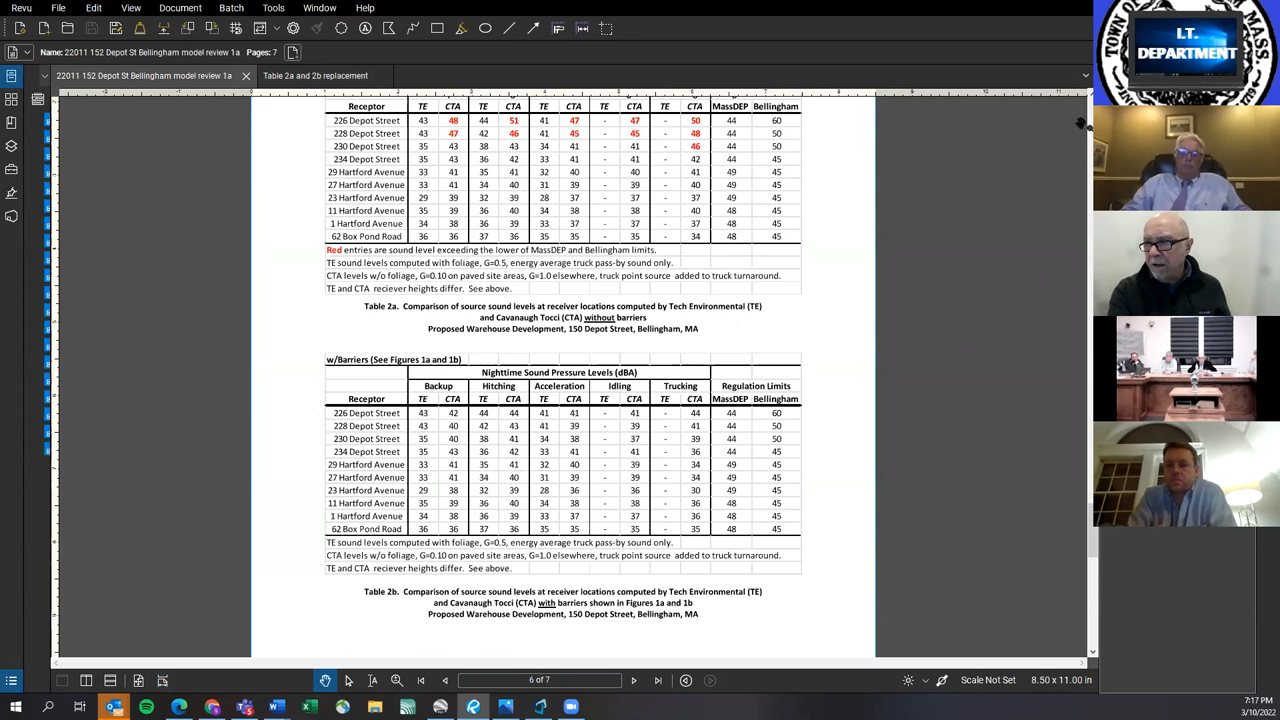 Revu File Edit View Document Batch Tools Window Help
Name: 22011 152 Depot St Bellingham model review 1a Pages: 7
22011 152 Depot St Bellingham model review 1a Table 2a and 2b replacement
Receptor TE CTA TE CTA TE CTA TE CTA TE CTA MassDEP Bellingham
226 Depot Street 43 48 44 51 41 47 - 47 - 50 44 60
228 Depot Street 43 47 42 46 41 45 - 45 - 48 44 50
230 Depot Street 35 43 38 43 34 41 - 41 - 46 44 50
234 Depot Street 35 43 36 42 33 41 - 41 - 42 44 45
29 Hartford Avenue 33 41 35 41 32 40 - 40 - 41 49 45
27 Hartford Avenue 33 41 34 40 31 39 - 39 - 40 49 45
23 Hartford Avenue 29 39 32 39 28 37 - 37 - 37 49 45
11 Hartford Avenue 35 39 36 40 34 38 - 38 - 40 48 45
1 Hartford Avenue 34 38 36 40 33 37 - 37 - 37 48 45
62 Box Pond Road 36 36 37 36 35 35 - 35 - 34 48 45
Red entries are sound level exceeding the lower of MassDEP and Bellingham limits.
TE sound levels computed with foliage, G=0.5, energy average truck pass-by sound only.
CTA levels w/o foliage, G=0.10 on paved site areas, G=1.0 elsewhere, truck point source added to truck turnaround.
TE and CTA reciever heights differ. See above.
Table 2a. Comparison of source sound levels at receiver locations computed by Tech Environmental (TE)
and Cavanaugh Tocci (CTA) without barriers
Proposed Warehouse Development, 150 Depot Street, Bellingham, MA
w/Barriers (See Figures 1a and 1b)
Nighttime Sound Pressure Levels (dBA)
Backup Hitching Acceleration Idling Trucking Regulation Limits
Receptor TE CTA TE CTA TE CTA TE CTA TE CTA MassDEP Bellingham
226 Depot Street 43 42 44 44 41 41 - 41 - 44 44 60
228 Depot Street 43 40 42 43 41 39 - 39 - 41 44 50
230 Depot Street 35 40 38 41 34 38 - 37 - 39 44 50
234 Depot Street 35 43 36 42 33 41 - 41 - 36 44 45
29 Hartford Avenue 33 41 35 41 32 40 - 39 - 34 49 45
27 Hartford Avenue 33 41 34 40 31 39 - 39 - 34 49 45
23 Hartford Avenue 29 38 32 39 28 36 - 36 - 30 49 45
11 Hartford Avenue 35 39 36 40 34 38 - 38 - 36 48 45
1 Hartford Avenue 34 38 36 39 33 37 - 37 - 36 48 45
62 Box Pond Road 36 36 37 36 35 35 - 35 - 35 48 45
TE sound levels computed with foliage, G=0.5, energy average truck pass-by sound only.
CTA levels w/o foliage, G=0.10 on paved site areas, G=1.0 elsewhere, truck point source added to truck turnaround.
TE and CTA reciever heights differ. See above.
Table 2b. Comparison of source sound levels at receiver locations computed by Tech Environmental (TE)
and Cavanaugh Tocci (CTA) with barriers shown in Figures 1a and 1b
Proposed Warehouse Development, 150 Depot Street, Bellingham, MA
6 of 7
Scale Not Set 8.50 x 11.00 in
7:17 PM
3/10/2022
TOWN OF MASS.
I.T.
DEPARTMENT